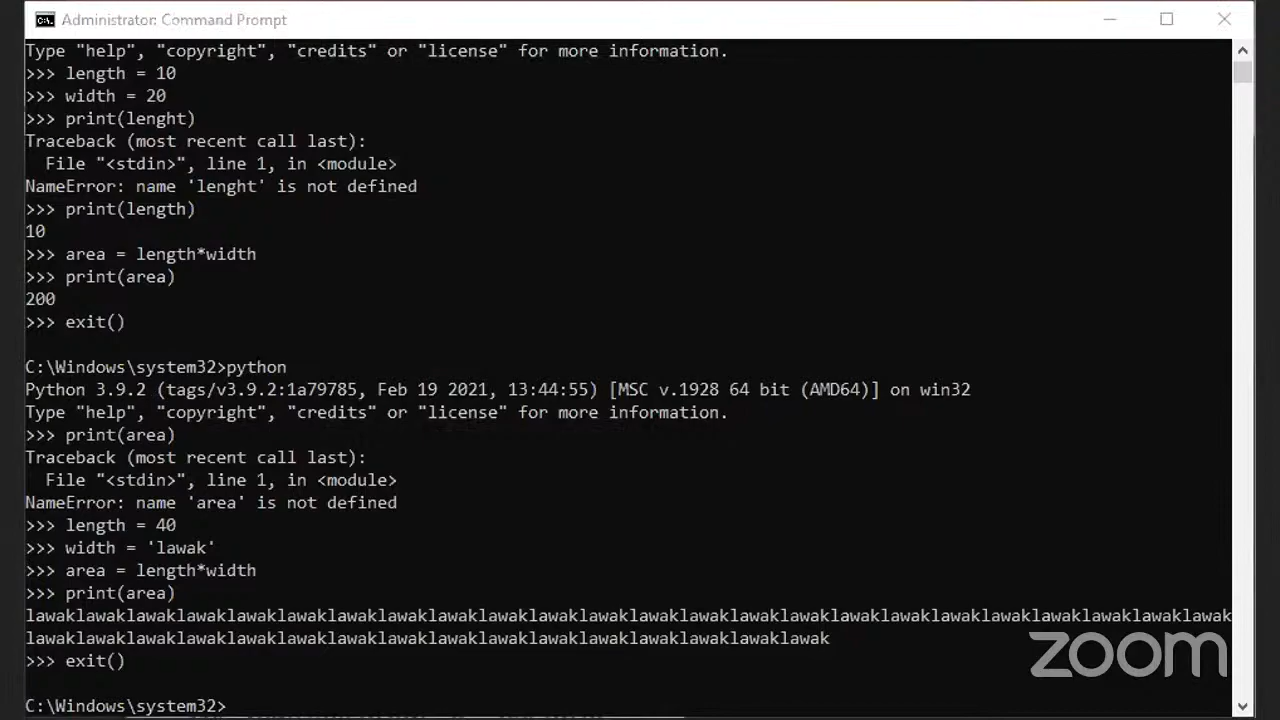 Administrator: Command Prompt
Type "help", "copyright", "credits" or "license" for more information.
>>> length = 10
>>> width = 20
>>> print(lenght)
Traceback (most recent call last):
  File "<stdin>", line 1, in <module>
NameError: name 'lenght' is not defined
>>> print(length)
10
>>> area = length*width
>>> print(area)
200
>>> exit()
C:\Windows\system32>python
Python 3.9.2 (tags/v3.9.2:1a79785, Feb 19 2021, 13:44:55) [MSC v.1928 64 bit (AMD64)] on win32
Type "help", "copyright", "credits" or "license" for more information.
>>> print(area)
Traceback (most recent call last):
  File "<stdin>", line 1, in <module>
NameError: name 'area' is not defined
>>> length = 40
>>> width = 'lawak'
>>> area = length*width
>>> print(area)
lawaklawaklawaklawaklawaklawaklawaklawaklawaklawaklawaklawaklawaklawaklawaklawaklawaklawaklawaklawaklawaklawaklawaklawak
lawaklawaklawaklawaklawaklawaklawaklawaklawaklawaklawaklawaklawaklawaklawaklawak
>>> exit()
C:\Windows\system32>
zoom